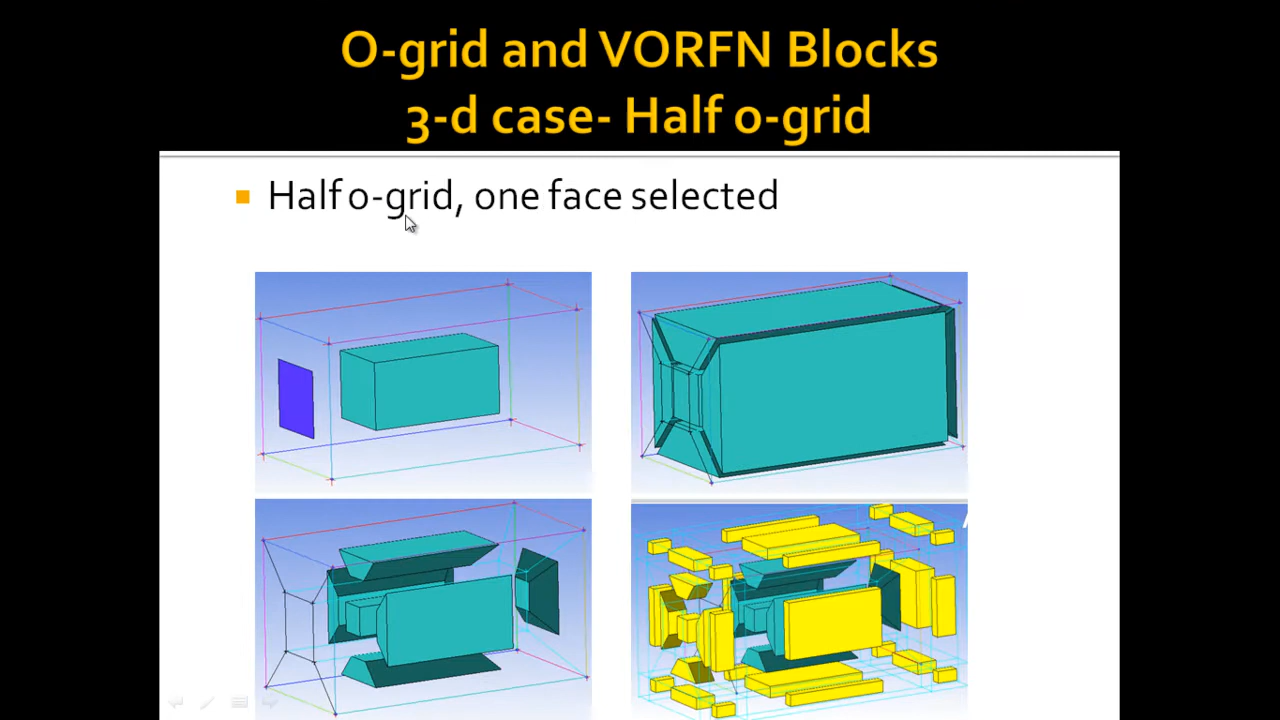 O-grid and VORFN Blocks
3-d case- Half o-grid
Half o-grid, one face selected